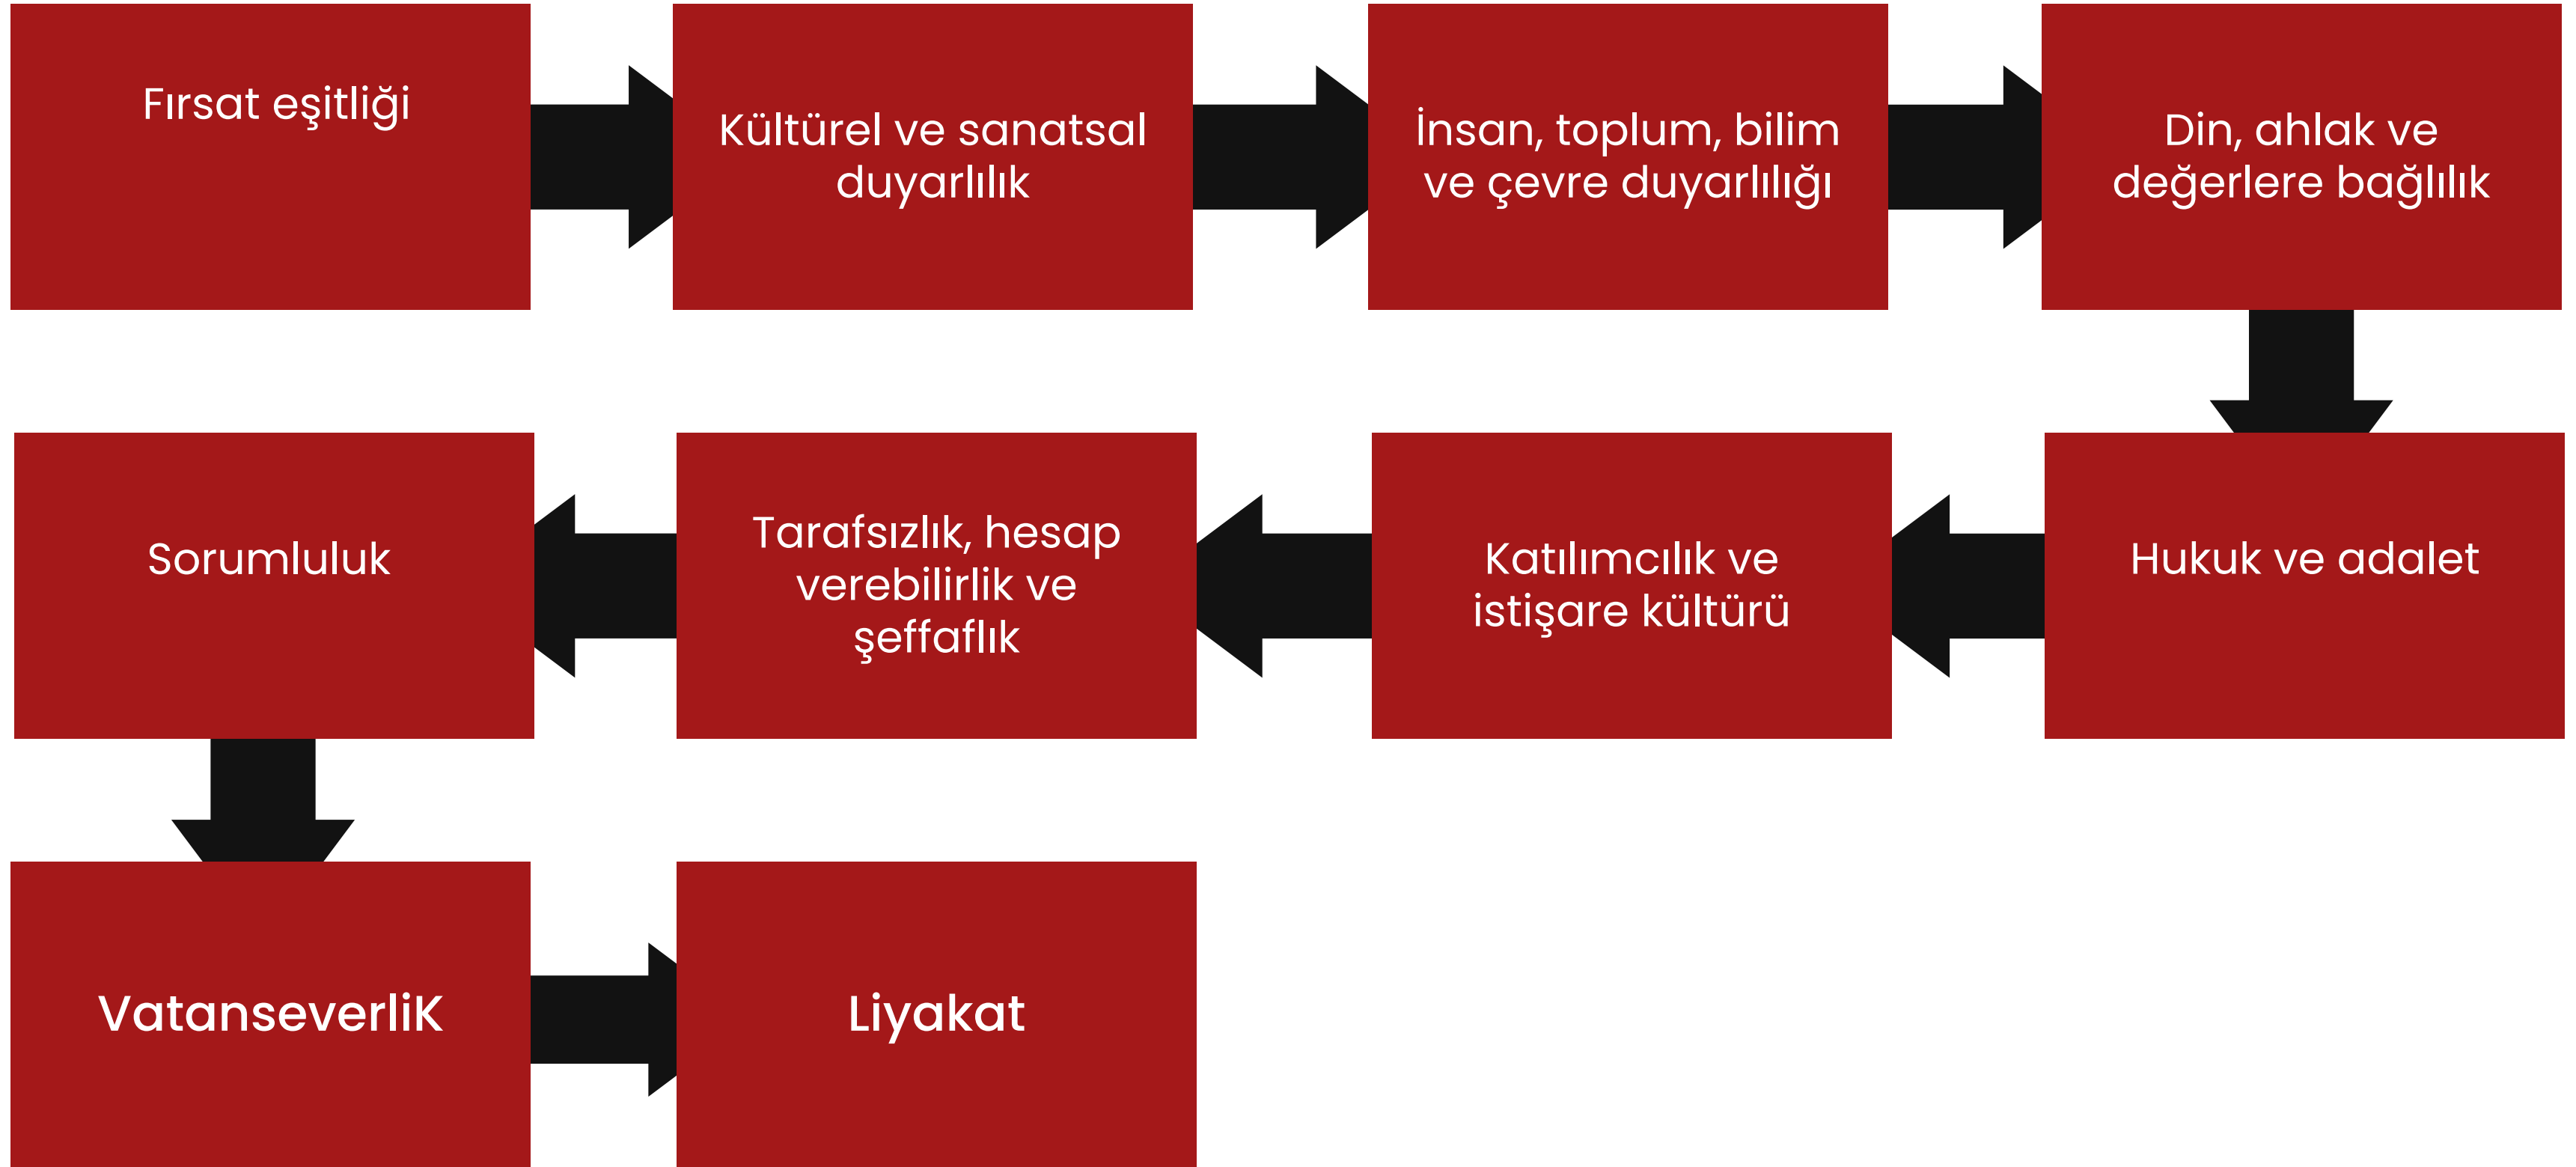 Fırsat eşitliği
Kültürel ve sanatsal
duyarlılık
İnsan, toplum, bilim
ve çevre duyarlılığı
Din, ahlak ve
değerlere bağlılık
Hukuk ve adalet
Katılımcılık ve
istişare kültürü
Tarafsızlık, hesap
verebilirlik ve
şeffaflık
Sorumluluk
VatanseverliK
Liyakat